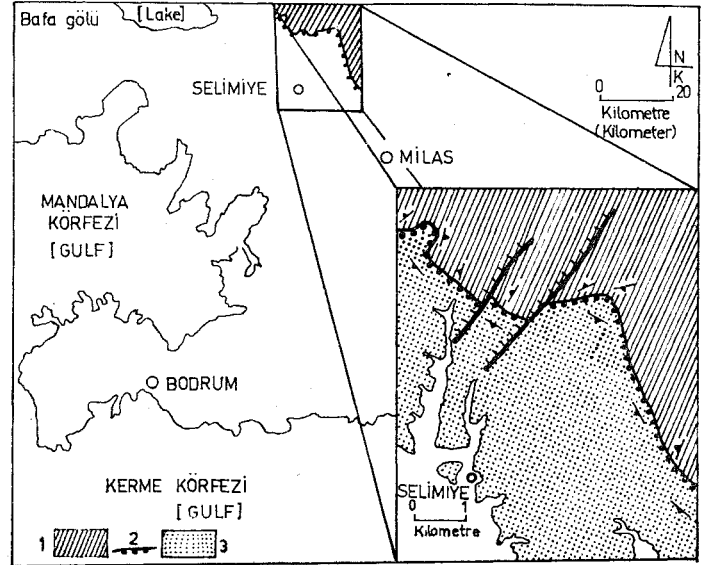 Bafa gölü
[Lake]
SELİMİYE
N
K
0 20
Kilometre
(Kilometer)
MİLAS
MANDALYA
KÖRFEZİ
[GULF]
BODRUM
KERME KÖRFEZİ
[GULF]
1 2 3
SELİMİYE
0 1
Kilometre